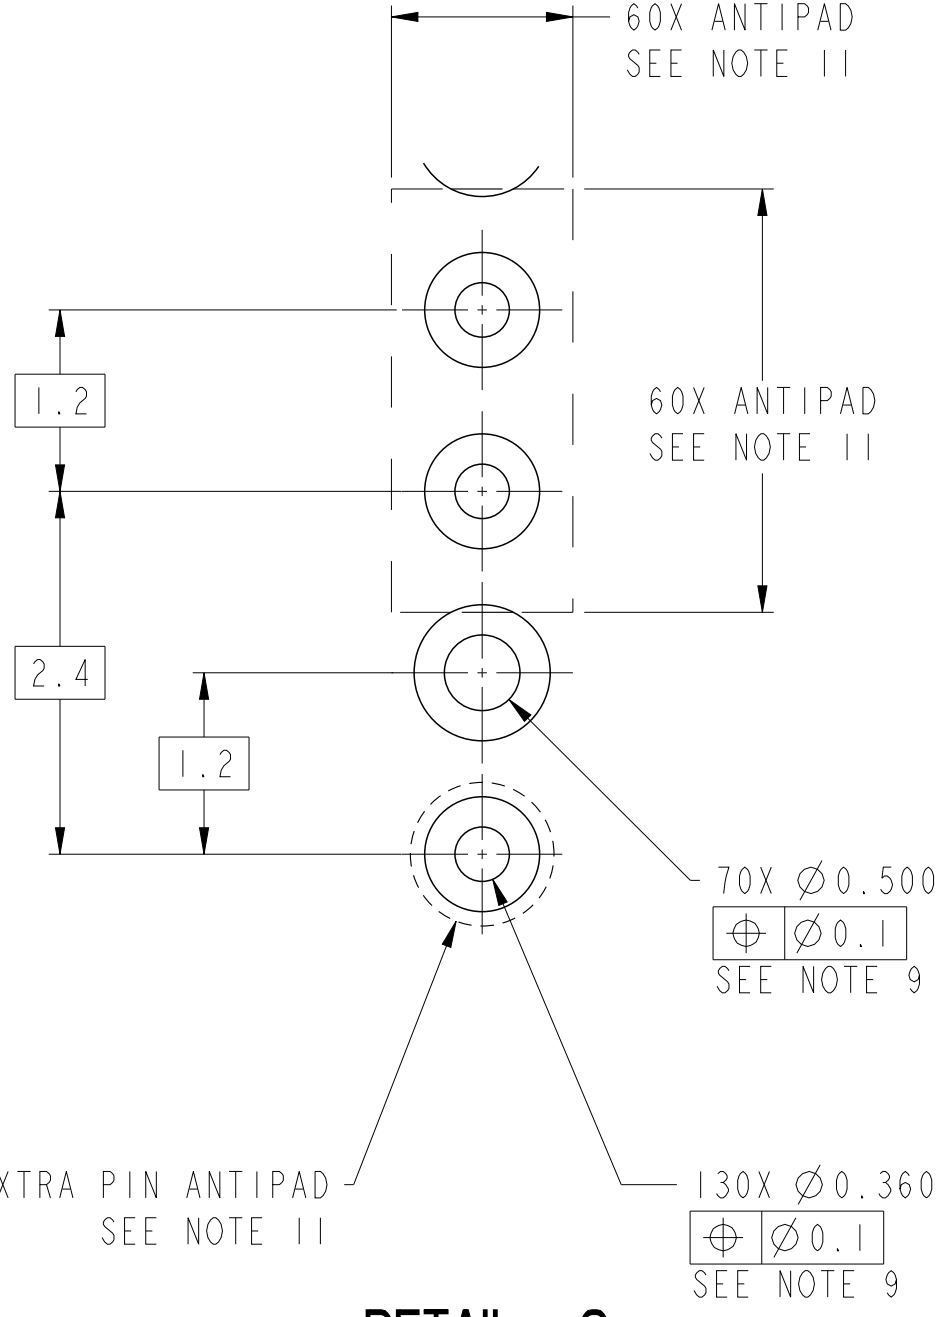 60X ANTIPAD
SEE NOTE 11
1.2
60X ANTIPAD
SEE NOTE 11
2.4
1.2
70X ∅0.500
⌖ ∅0.1
SEE NOTE 9
XTRA PIN ANTIPAD
SEE NOTE 11
130X ∅0.360
⌖ ∅0.1
SEE NOTE 9